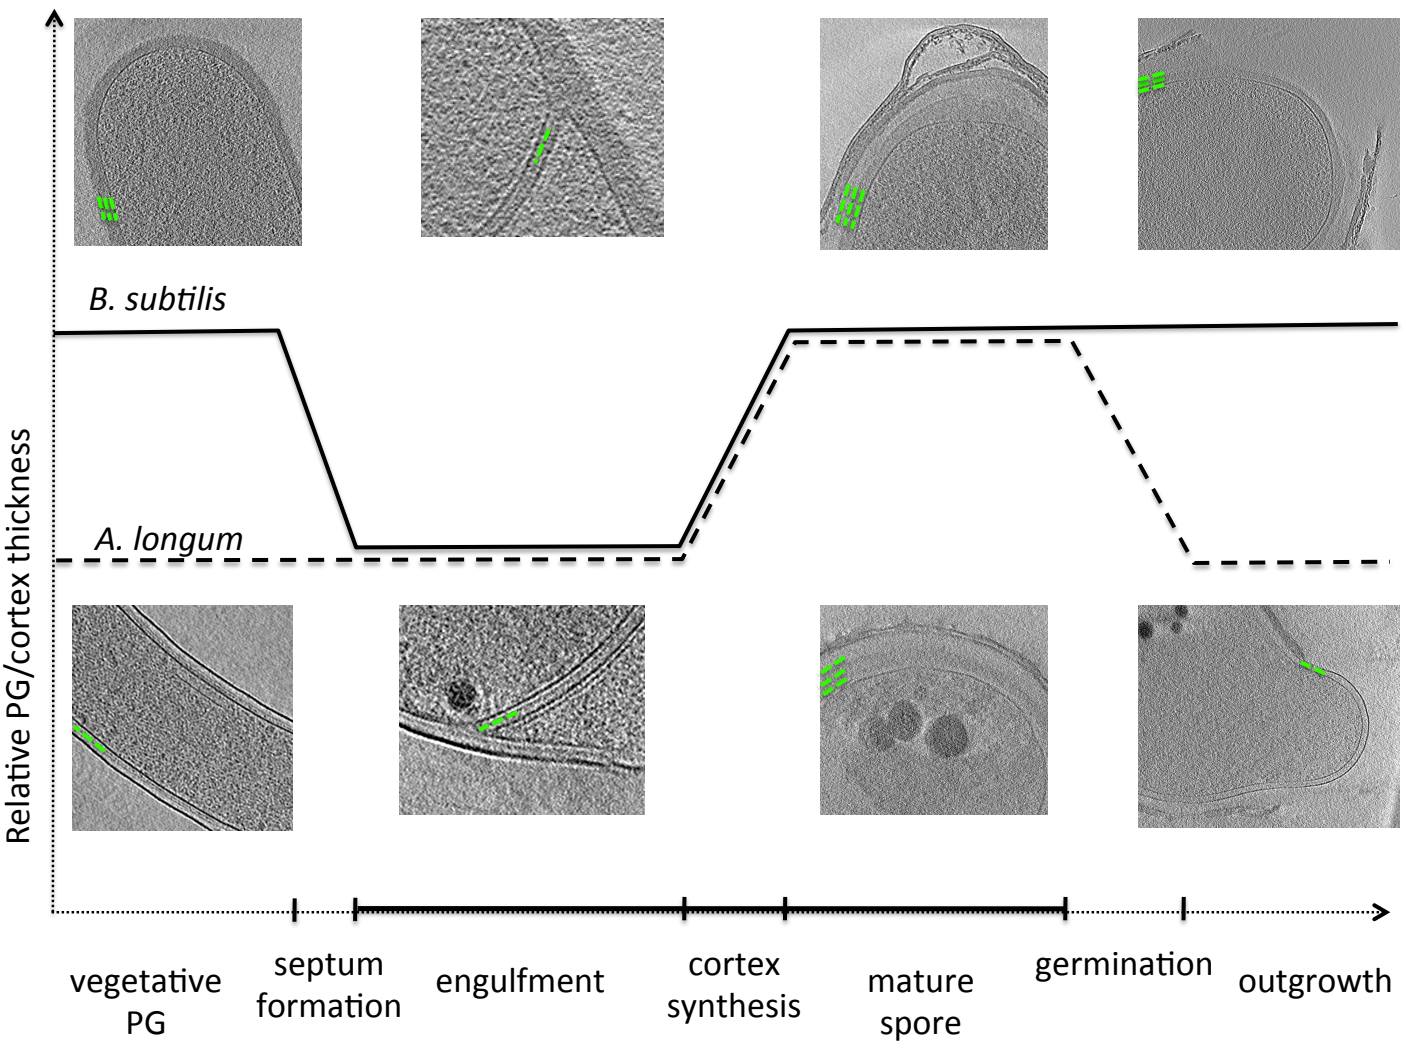 B. subtilis
A. longum
Relative PG/cortex thickness
vegetative
PG
septum
formation
engulfment
cortex
synthesis
mature
spore
germination
outgrowth